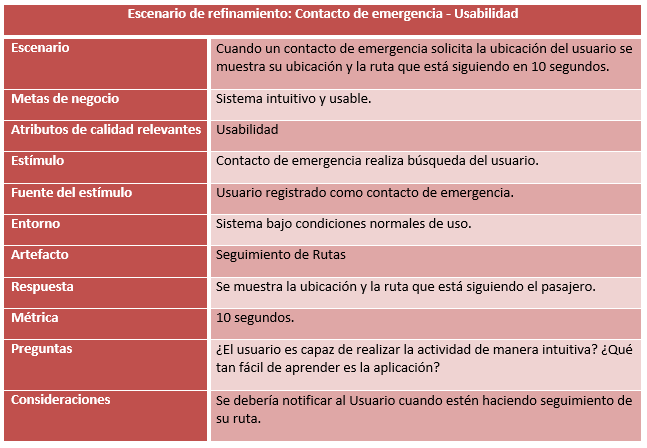 Escenario de refinamiento: Contacto de emergencia - Usabilidad
Escenario
Cuando un contacto de emergencia solicita la ubicación del usuario se
muestra su ubicación y la ruta que está siguiendo en 10 segundos.
Metas de negocio
Sistema intuitivo y usable.
Atributos de calidad relevantes
Usabilidad
Estímulo
Contacto de emergencia realiza búsqueda del usuario.
Fuente del estímulo
Usuario registrado como contacto de emergencia.
Entorno
Sistema bajo condiciones normales de uso.
Artefacto
Seguimiento de Rutas
Respuesta
Se muestra la ubicación y la ruta que está siguiendo el pasajero.
Métrica
10 segundos.
Preguntas
¿El usuario es capaz de realizar la actividad de manera intuitiva? ¿Qué
tan fácil de aprender es la aplicación?
Consideraciones
Se debería notificar al Usuario cuando estén haciendo seguimiento de
su ruta.